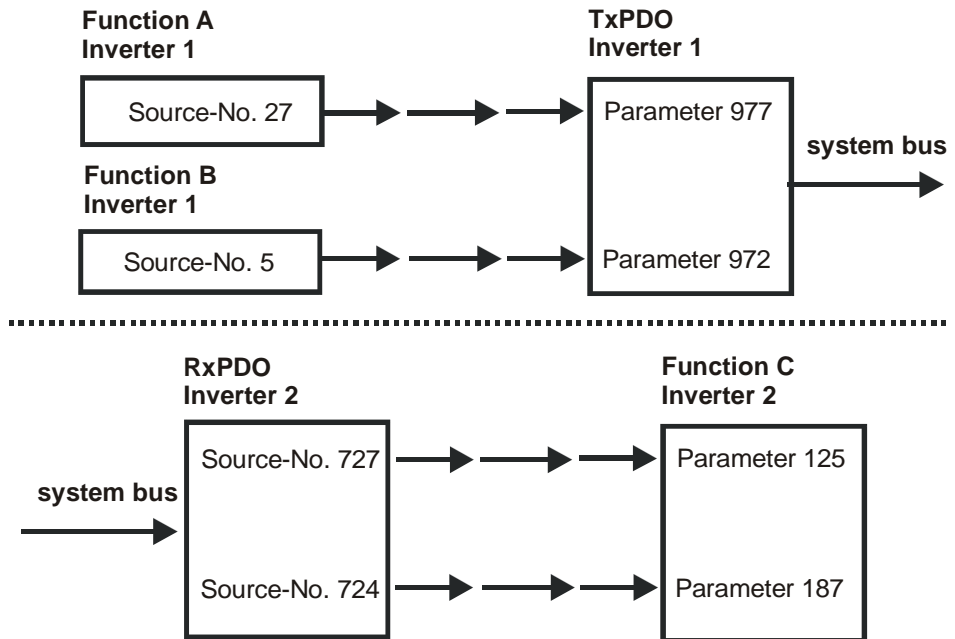 Function A
Inverter 1
TxPDO
Inverter 1
Source-No. 27
Parameter 977
system bus
Function B
Inverter 1
Source-No. 5
Parameter 972
RxPDO
Inverter 2
Function C
Inverter 2
Source-No. 727
Parameter 125
system bus
Source-No. 724
Parameter 187